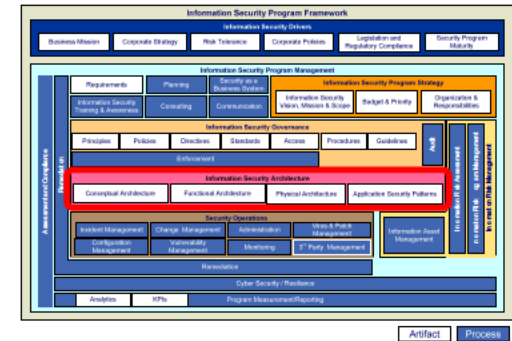 Information Security Program Framework
Information Security Drivers
Business Mission
Corporate Strategy
Risk Tolerance
Corporate Policies
Legislation and
Regulatory Compliance
Security Program
Maturity
Information Security Program Management
Requirements
Planning
Security as a
Business System
Information Security
Training & Awareness
Consulting
Communication
Information Security Program Strategy
Information Security
Vision, Mission & Scope
Budget & Priority
Organization &
Responsibilities
Assessment and Compliance
Remediation
Information Security Governance
Principles
Policies
Directives
Standards
Access
Procedures
Guidelines
Audit
Enforcement
Information Security
Architecture
Conceptual Architecture
Functional Architecture
Physical Architecture
Application Security Patterns
Information Risk Assessment
Information Risk Management
Information Risk Management
Security Operations
Incident Management
Change Management
Administration
Virus & Patch
Management
Configuration
Management
Vulnerability
Management
Monitoring
3rd Party Management
Information Asset
Management
Remediation
Cyber Security / Resilience
Analytics
KPIs
Program Measurement/Reporting
Artifact
Process